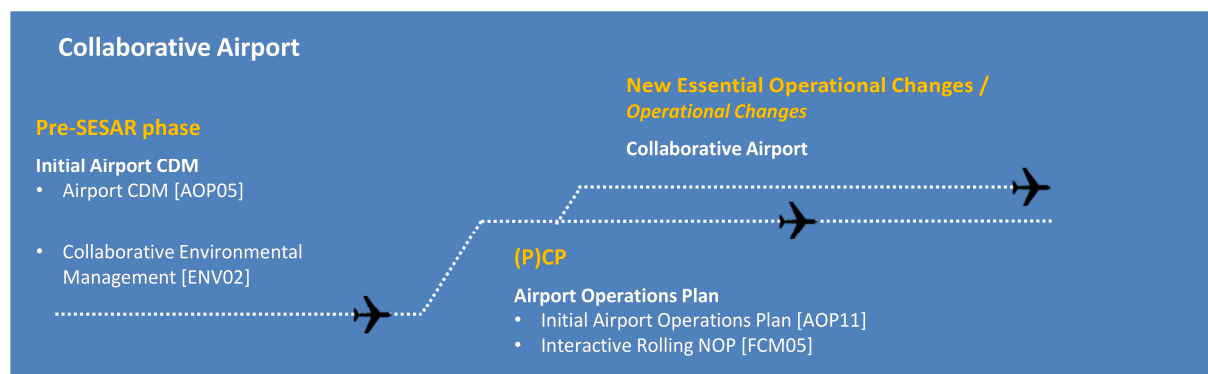 Collaborative Airport
Pre-SESAR phase
Initial Airport CDM
• Airport CDM [AOP05]
• Collaborative Environmental
Management [ENV02]
New Essential Operational Changes /
Operational Changes
Collaborative Airport
(P)CP
Airport Operations Plan
• Initial Airport Operations Plan [AOP11]
• Interactive Rolling NOP [FCM05]